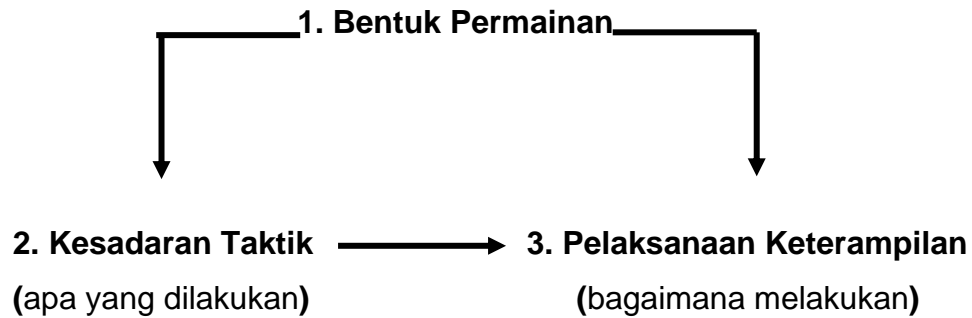 1. Bentuk Permainan
2. Kesadaran Taktik
3. Pelaksanaan Keterampilan
(apa yang dilakukan)
(bagaimana melakukan)